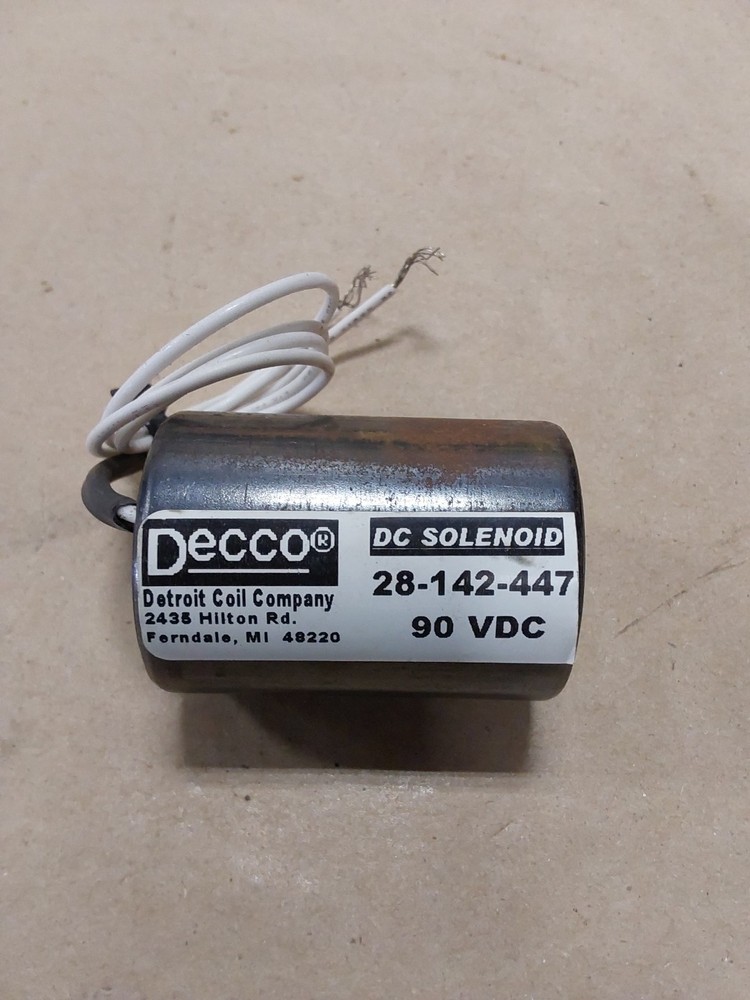 Decco®
Detroit Coil Company
2435 Hilton Rd.
Ferndale, MI 48220
DC SOLENOID
28-142-447
90 VDC